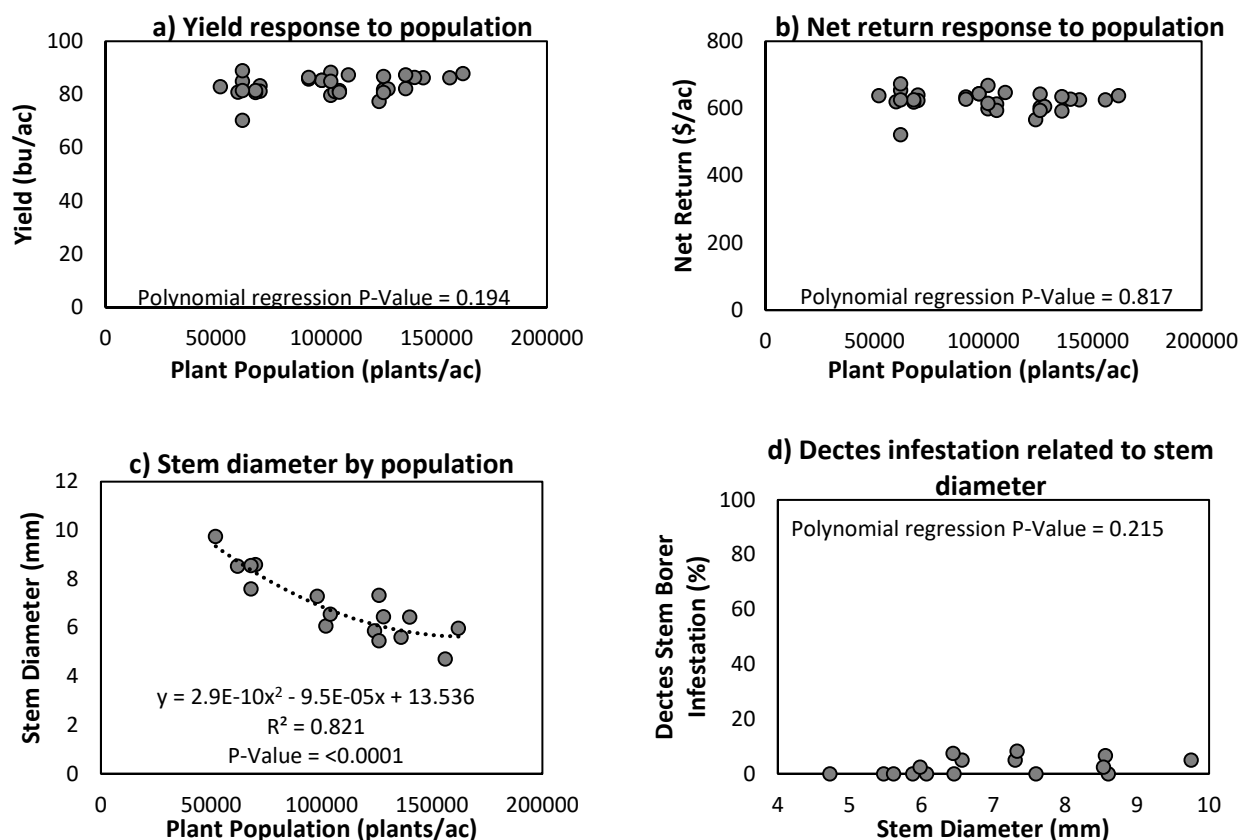 a) Yield response to population
100
80
60
40
20
0
Yield (bu/ac)
Polynomial regression P-Value = 0.194
0 50000 100000 150000 200000
Plant Population (plants/ac)
b) Net return response to population
800
600
400
200
0
Net Return ($/ac)
Polynomial regression P-Value = 0.817
0 50000 100000 150000 200000
Plant Population (plants/ac)
c) Stem diameter by population
12
10
8
6
4
2
0
Stem Diameter (mm)
y = 2.9E-10x² - 9.5E-05x + 13.536
R² = 0.821
P-Value = <0.0001
0 50000 100000 150000 200000
Plant Population (plants/ac)
d) Dectes infestation related to stem
diameter
100
80
60
40
20
0
Dectes Stem Borer
Infestation (%)
Polynomial regression P-Value = 0.215
4 5 6 7 8 9 10
Stem Diameter (mm)